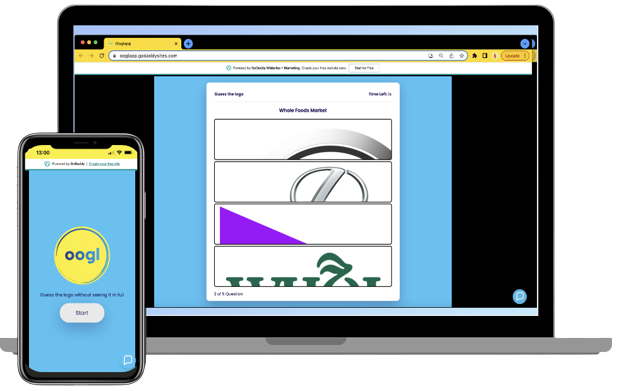 Ooglapp
ooglapp.godaddysites.com
Update
Powered by GoDaddy Websites + Marketing. Create your free website now. Start for Free
Guess the logo
Time Left:
Whole Foods Market
2 of 5 Question
13:00
Powered by GoDaddy | Create your free site
oogl
Guess the logo without seeing it in full
Start